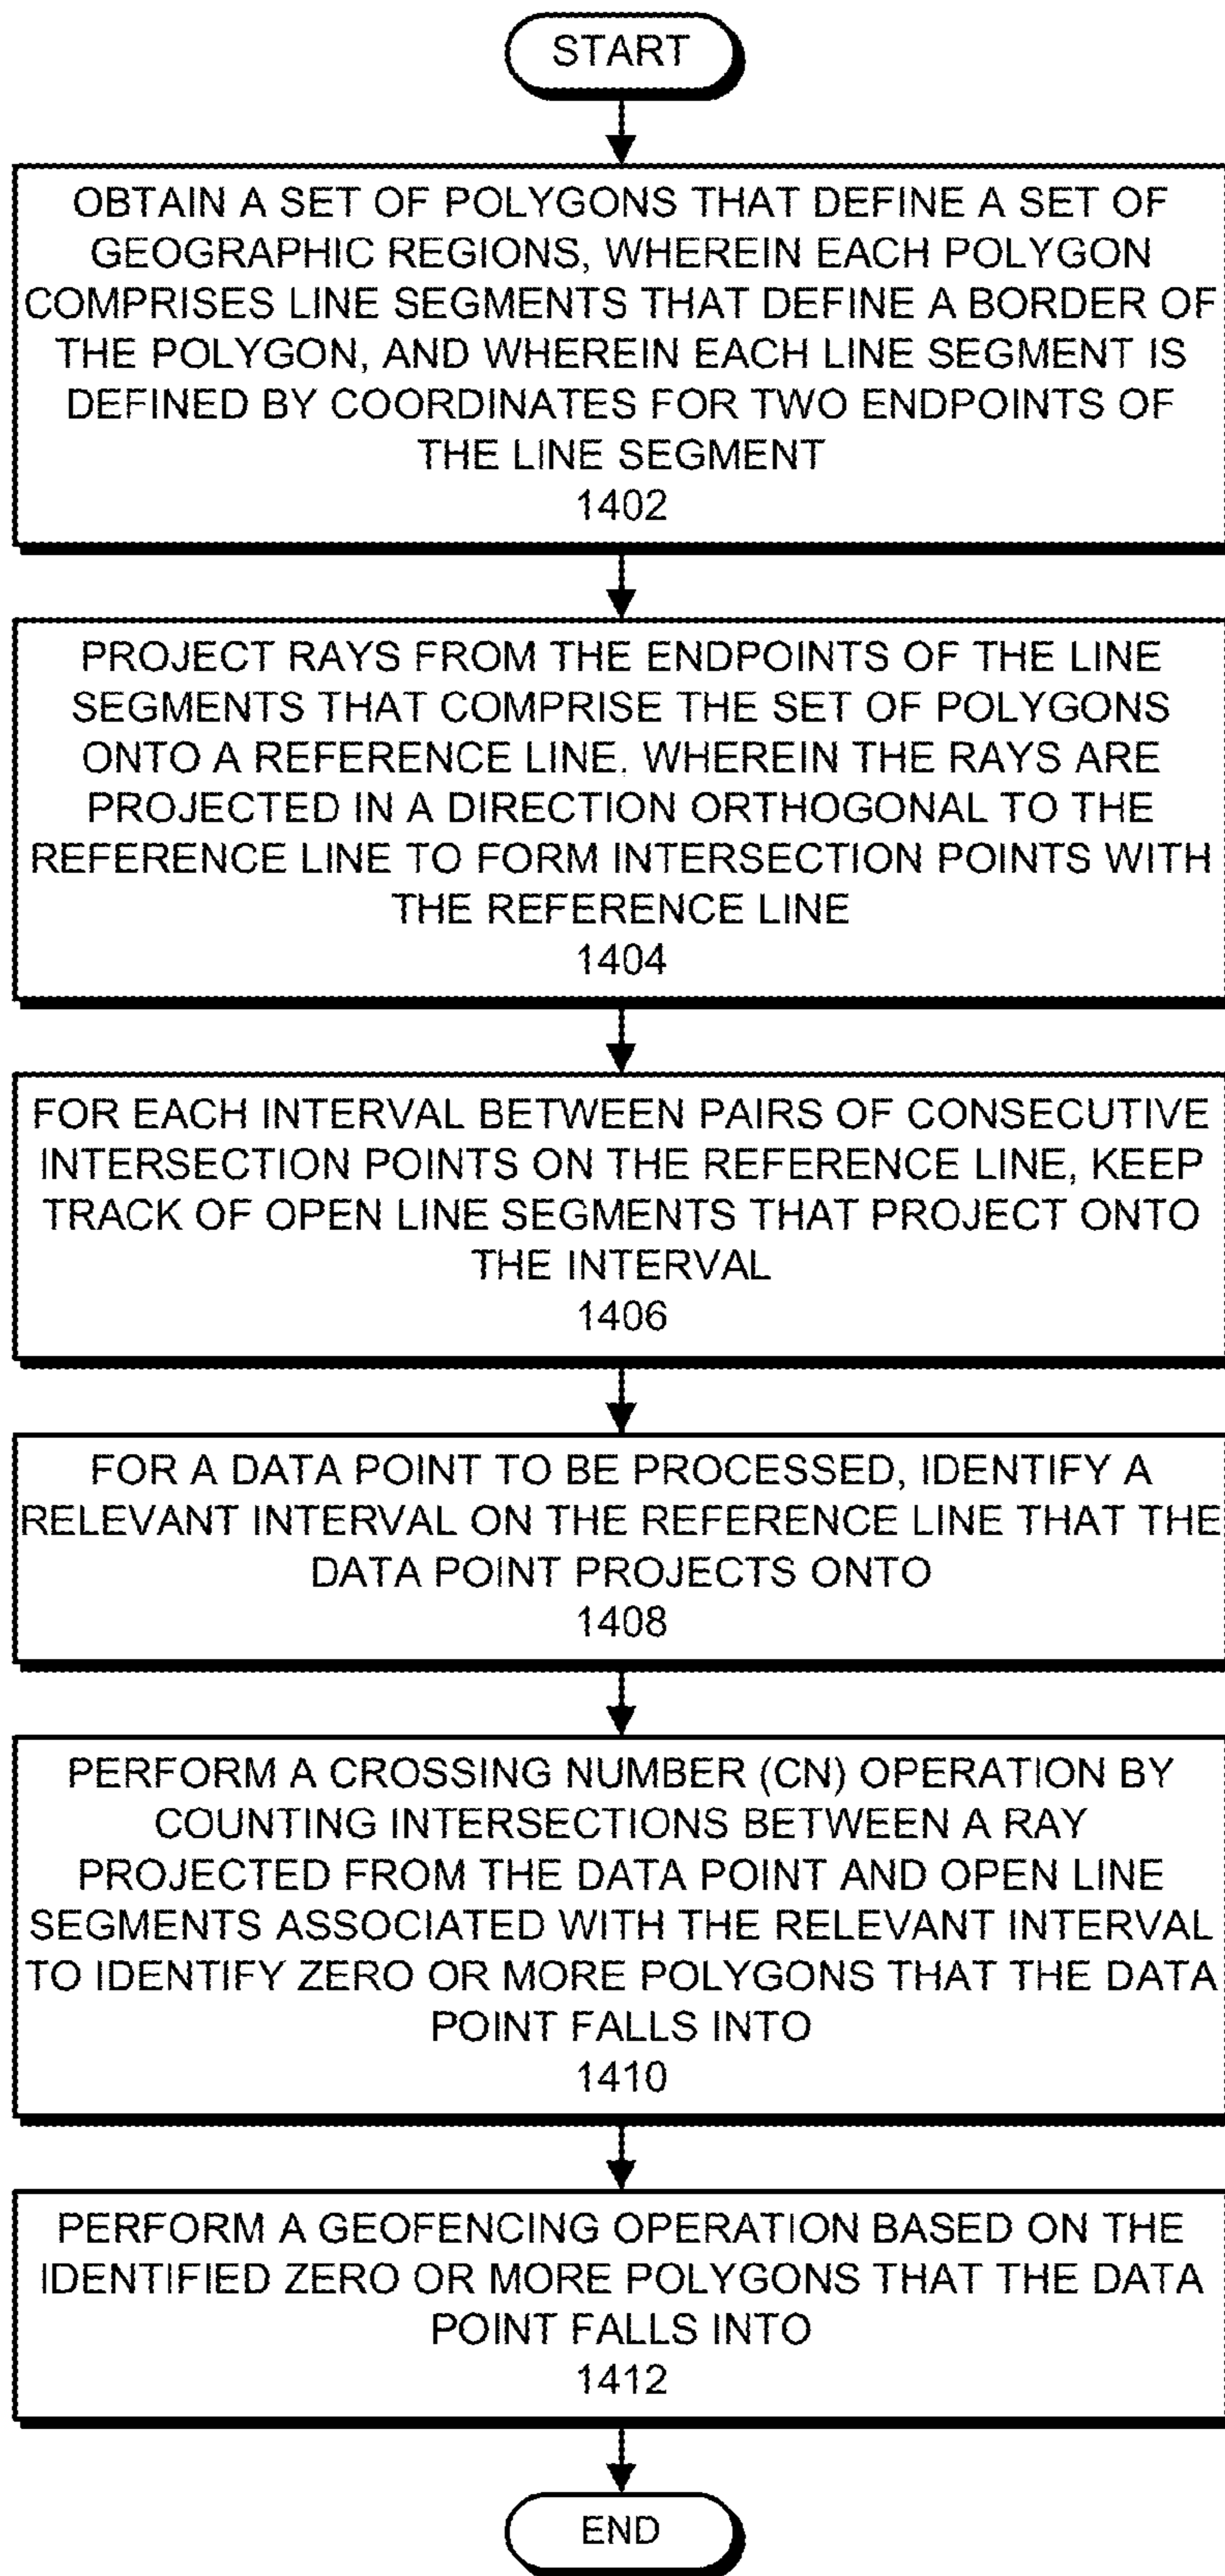 START
OBTAIN A SET OF POLYGONS THAT DEFINE A SET OF
GEOGRAPHIC REGIONS, WHEREIN EACH POLYGON
COMPRISES LINE SEGMENTS THAT DEFINE A BORDER OF
THE POLYGON, AND WHEREIN EACH LINE SEGMENT IS
DEFINED BY COORDINATES FOR TWO ENDPOINTS OF
THE LINE SEGMENT
1402
PROJECT RAYS FROM THE ENDPOINTS OF THE LINE
SEGMENTS THAT COMPRISE THE SET OF POLYGONS
ONTO A REFERENCE LINE. WHEREIN THE RAYS ARE
PROJECTED IN A DIRECTION ORTHOGONAL TO THE
REFERENCE LINE TO FORM INTERSECTION POINTS WITH
THE REFERENCE LINE
1404
FOR EACH INTERVAL BETWEEN PAIRS OF CONSECUTIVE
INTERSECTION POINTS ON THE REFERENCE LINE, KEEP
TRACK OF OPEN LINE SEGMENTS THAT PROJECT ONTO
THE INTERVAL
1406
FOR A DATA POINT TO BE PROCESSED, IDENTIFY A
RELEVANT INTERVAL ON THE REFERENCE LINE THAT THE
DATA POINT PROJECTS ONTO
1408
PERFORM A CROSSING NUMBER (CN) OPERATION BY
COUNTING INTERSECTIONS BETWEEN A RAY
PROJECTED FROM THE DATA POINT AND OPEN LINE
SEGMENTS ASSOCIATED WITH THE RELEVANT INTERVAL
TO IDENTIFY ZERO OR MORE POLYGONS THAT THE DATA
POINT FALLS INTO
1410
PERFORM A GEOFENCING OPERATION BASED ON THE
IDENTIFIED ZERO OR MORE POLYGONS THAT THE DATA
POINT FALLS INTO
1412
END